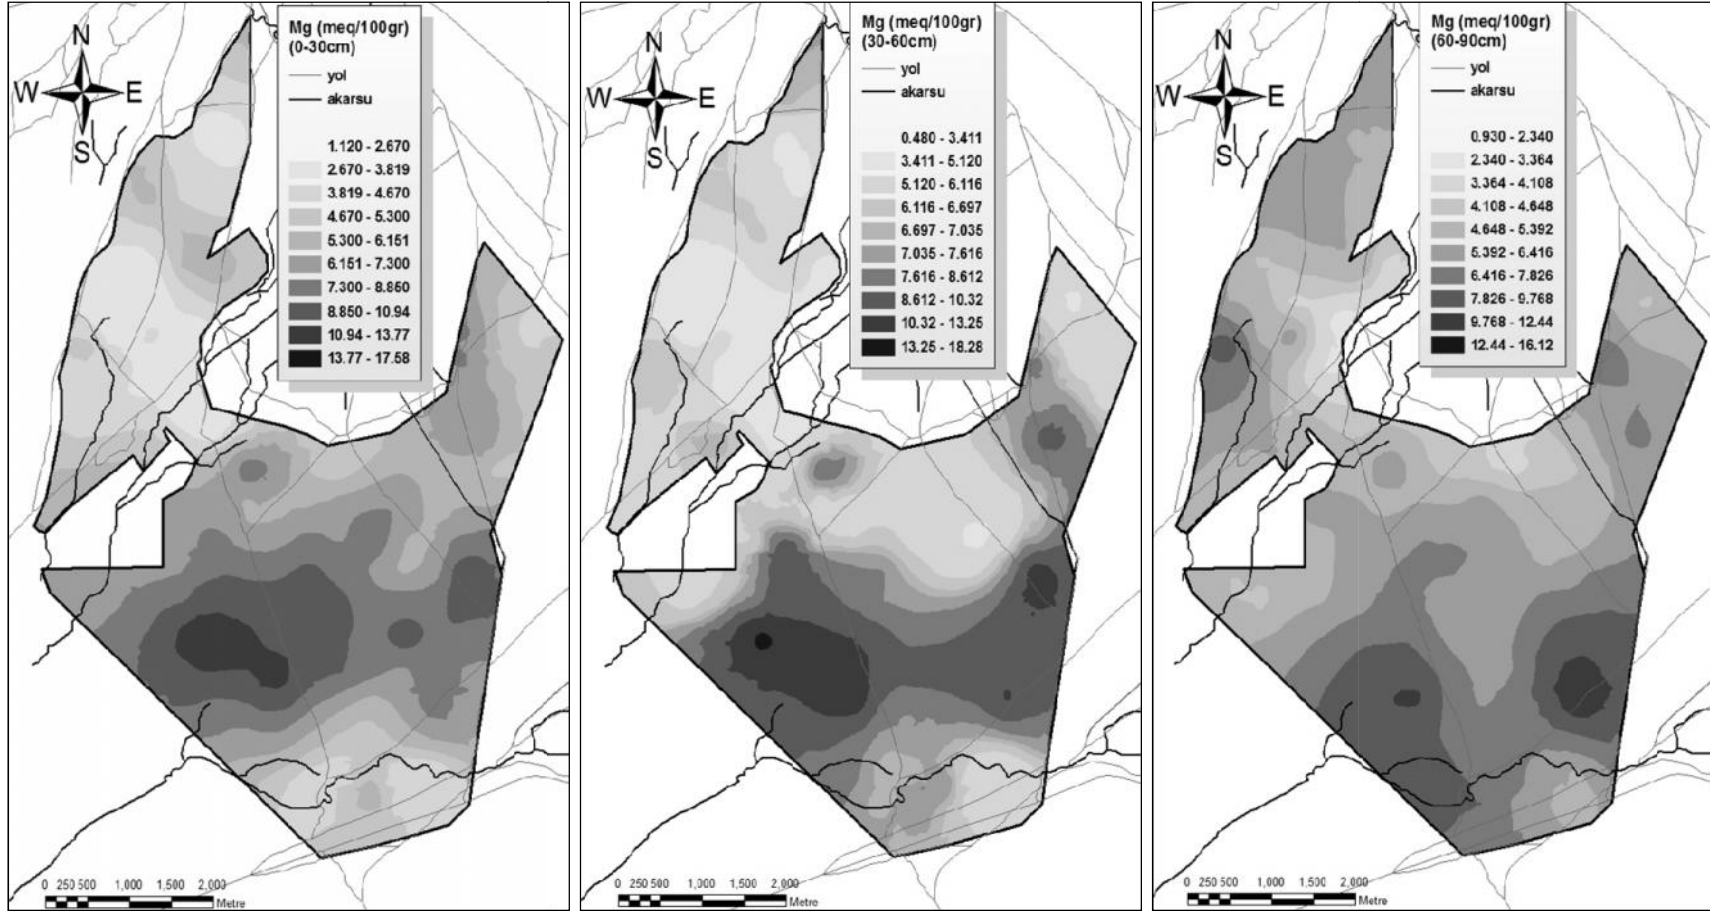 Mg (meq/100gr)
(0-30cm)
yol
akarsu
1.120 - 2.670
2.670 - 3.819
3.819 - 4.670
4.670 - 5.300
5.300 - 6.151
6.151 - 7.300
7.300 - 8.850
8.850 - 10.94
10.94 - 13.77
13.77 - 17.58
N
W E
S
0 250 500 1,000 1,500 2,000
Metre
Mg (meq/100gr)
(30-60cm)
yol
akarsu
0.480 - 3.411
3.411 - 5.120
5.120 - 6.116
6.116 - 6.697
6.697 - 7.035
7.035 - 7.616
7.616 - 8.612
8.612 - 10.32
10.32 - 13.25
13.25 - 18.28
N
W E
S
0 250 500 1,000 1,500 2,000
Metre
Mg (meq/100gr)
(60-90cm)
yol
akarsu
0.930 - 2.340
2.340 - 3.364
3.364 - 4.108
4.108 - 4.648
4.648 - 5.392
5.392 - 6.416
6.416 - 7.826
7.826 - 9.768
9.768 - 12.44
12.44 - 16.12
N
W E
S
0 250 500 1,000 1,500 2,000
Metre